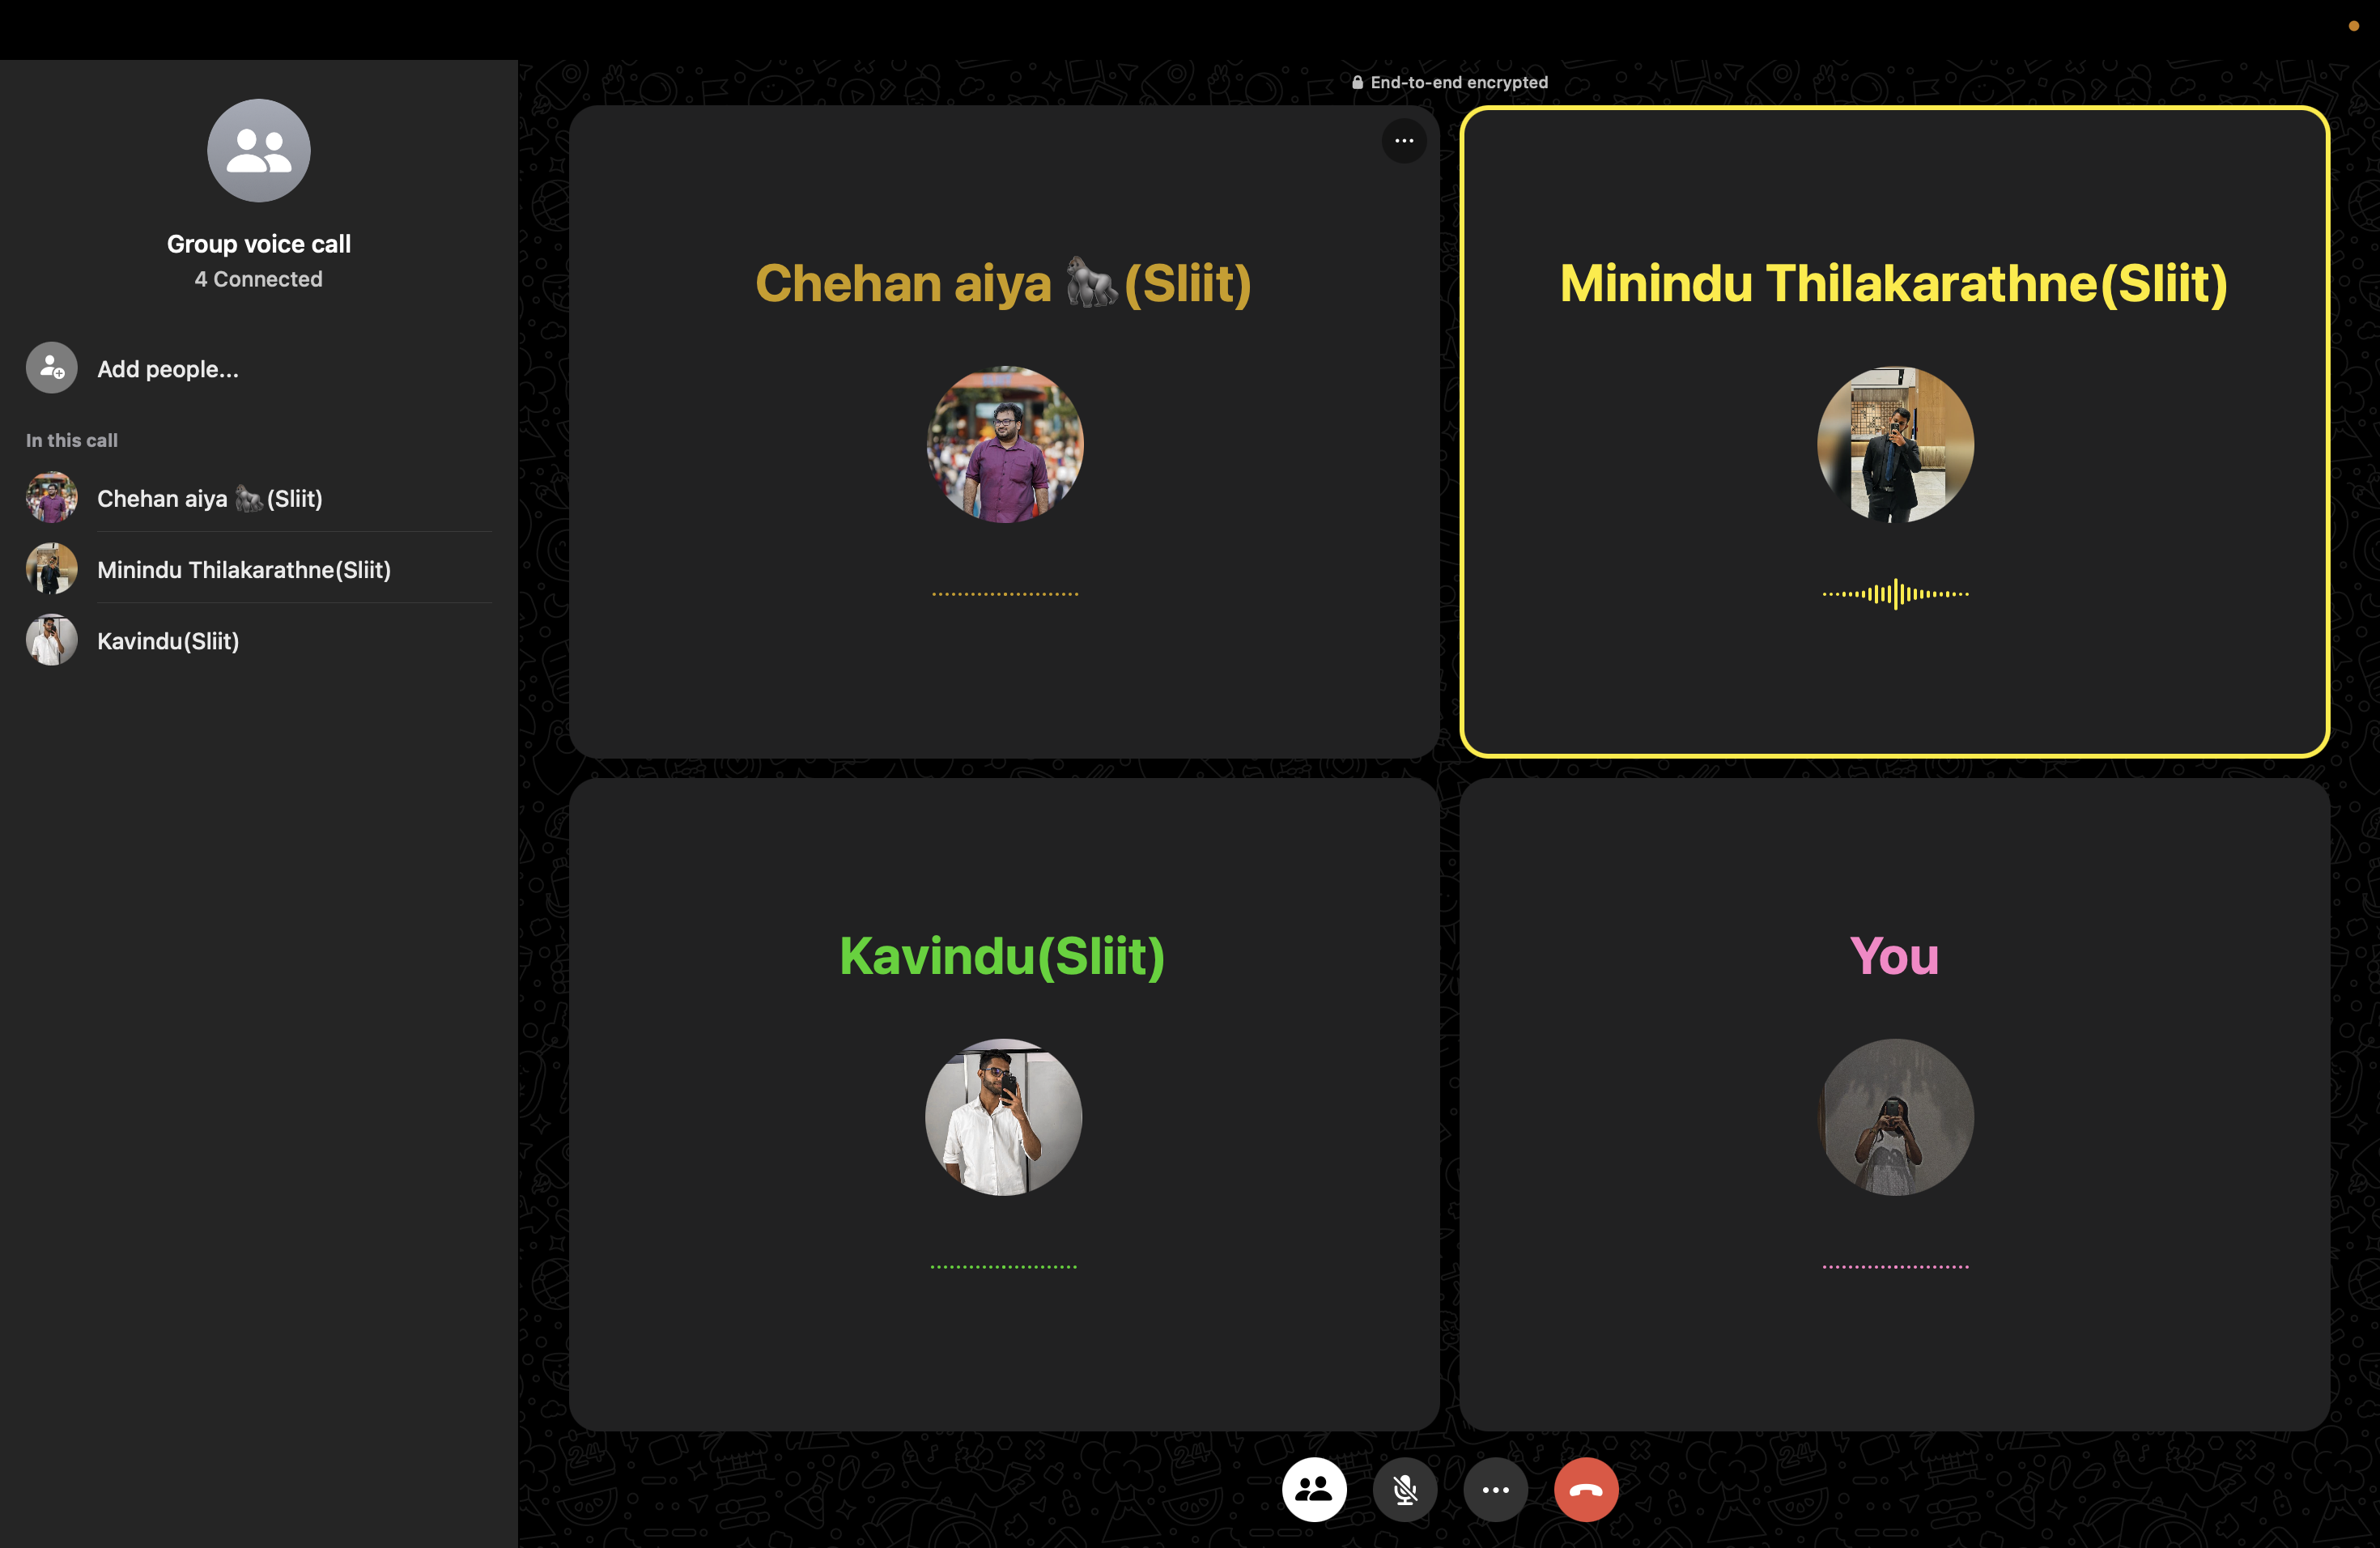 End-to-end encrypted
Group voice call
4 Connected
Add people...
In this call
Chehan aiya 🦍(Sliit)
Minindu Thilakarathne(Sliit)
Kavindu(Sliit)
Chehan aiya 🦍(Sliit)
Minindu Thilakarathne(Sliit)
Kavindu(Sliit)
You